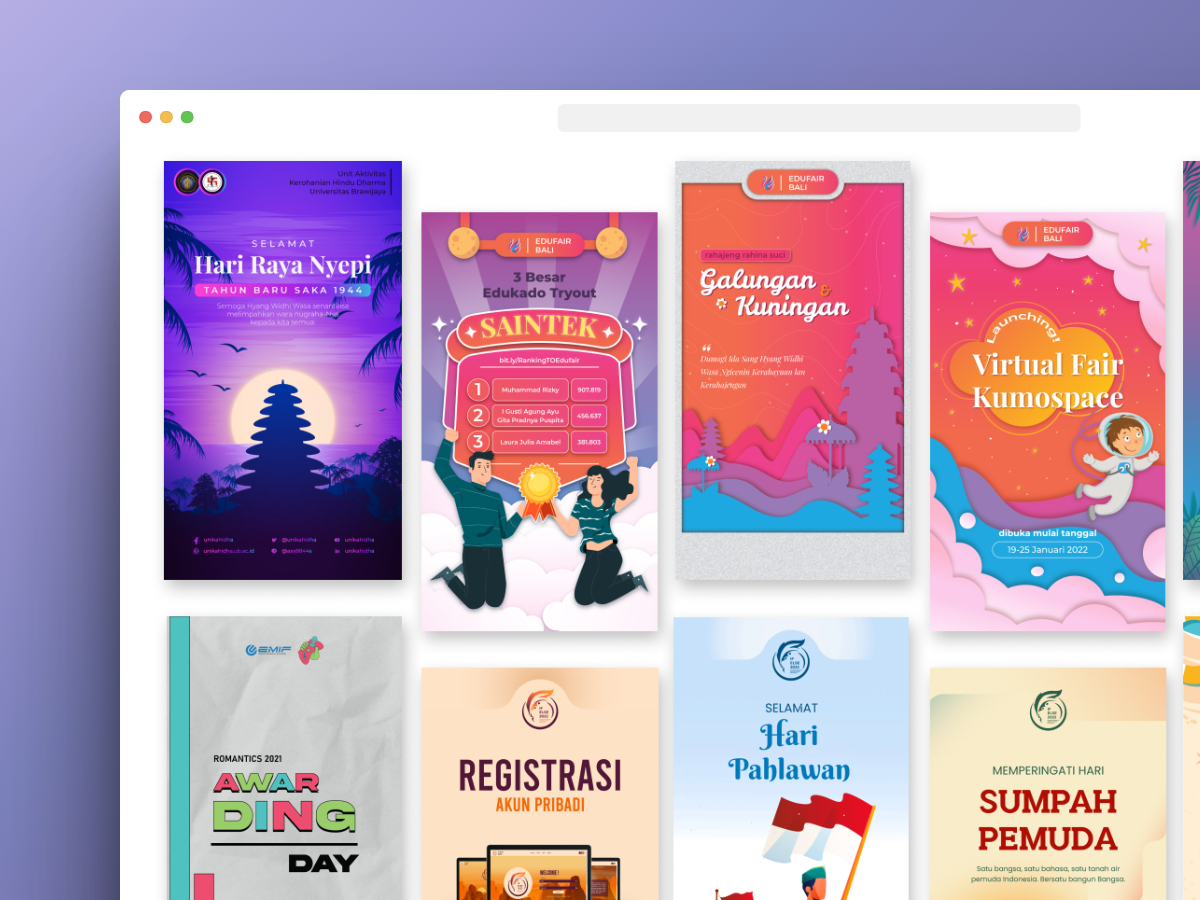 Unit Aktivitas
Kerohanian Hindu Dharma
Universitas Brawijaya
SELAMAT
Hari Raya Nyepi
TAHUN BARU SAKA 1944
Semoga Hyang Widhi Wasa senantiasa
melimpahkan wara nugraha-Nya
kepada kita semua
unikahidha
@unikahidha
unikahidha
unikahidha.ub.ac.id
unikahidha
EDUFAIR
BALI
3 Besar
Edukado Tryout
SAINTEK
bit.ly/RankingTOEdufair
1 Muhammad Rizky 907.819
2 I Gusti Agung Ayu
Gita Pradnya Puspita 456.637
3 Laura Julia Amabel 381.803
EDUFAIR
BALI
rahajeng rahina suci
Galungan &
Kuningan
“
Dumogi Ida Sang Hyang Widhi
Wasa Ngicenin Kerahayuan lan
Kerahajengan
EDUFAIR
BALI
Launching!
Virtual Fair
Kumospace
dibuka mulai tanggal
19-25 Januari 2022
EMIF
ROMANTICS 2021
AWAR
DING
DAY
REGISTRASI
AKUN PRIBADI
WELCOME!
SELAMAT
Hari
Pahlawan
MEMPERINGATI HARI
SUMPAH
PEMUDA
Satu bangsa, satu bahasa, satu tanah air
pemuda Indonesia. Bersatu bangun Bangsa.